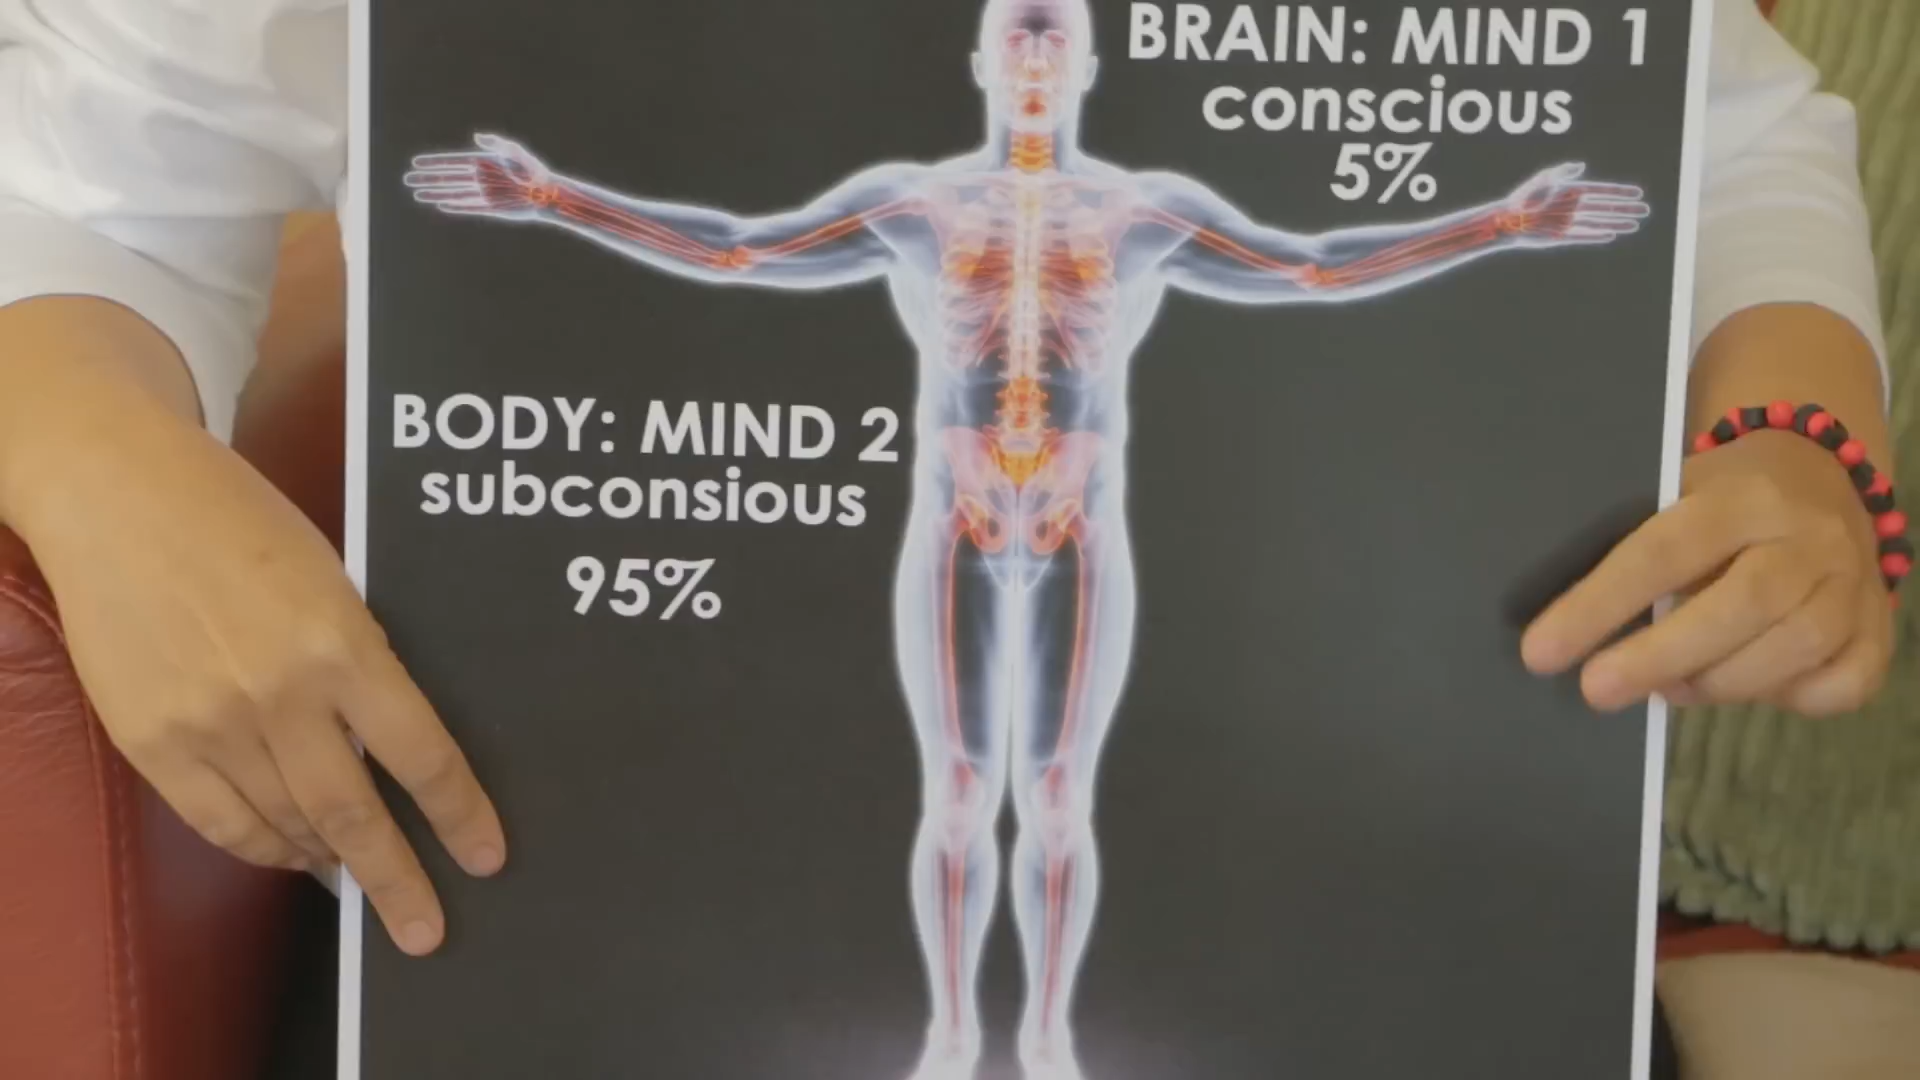 BRAIN: MIND 1
conscious
5%
BODY: MIND 2
subconsious
95%